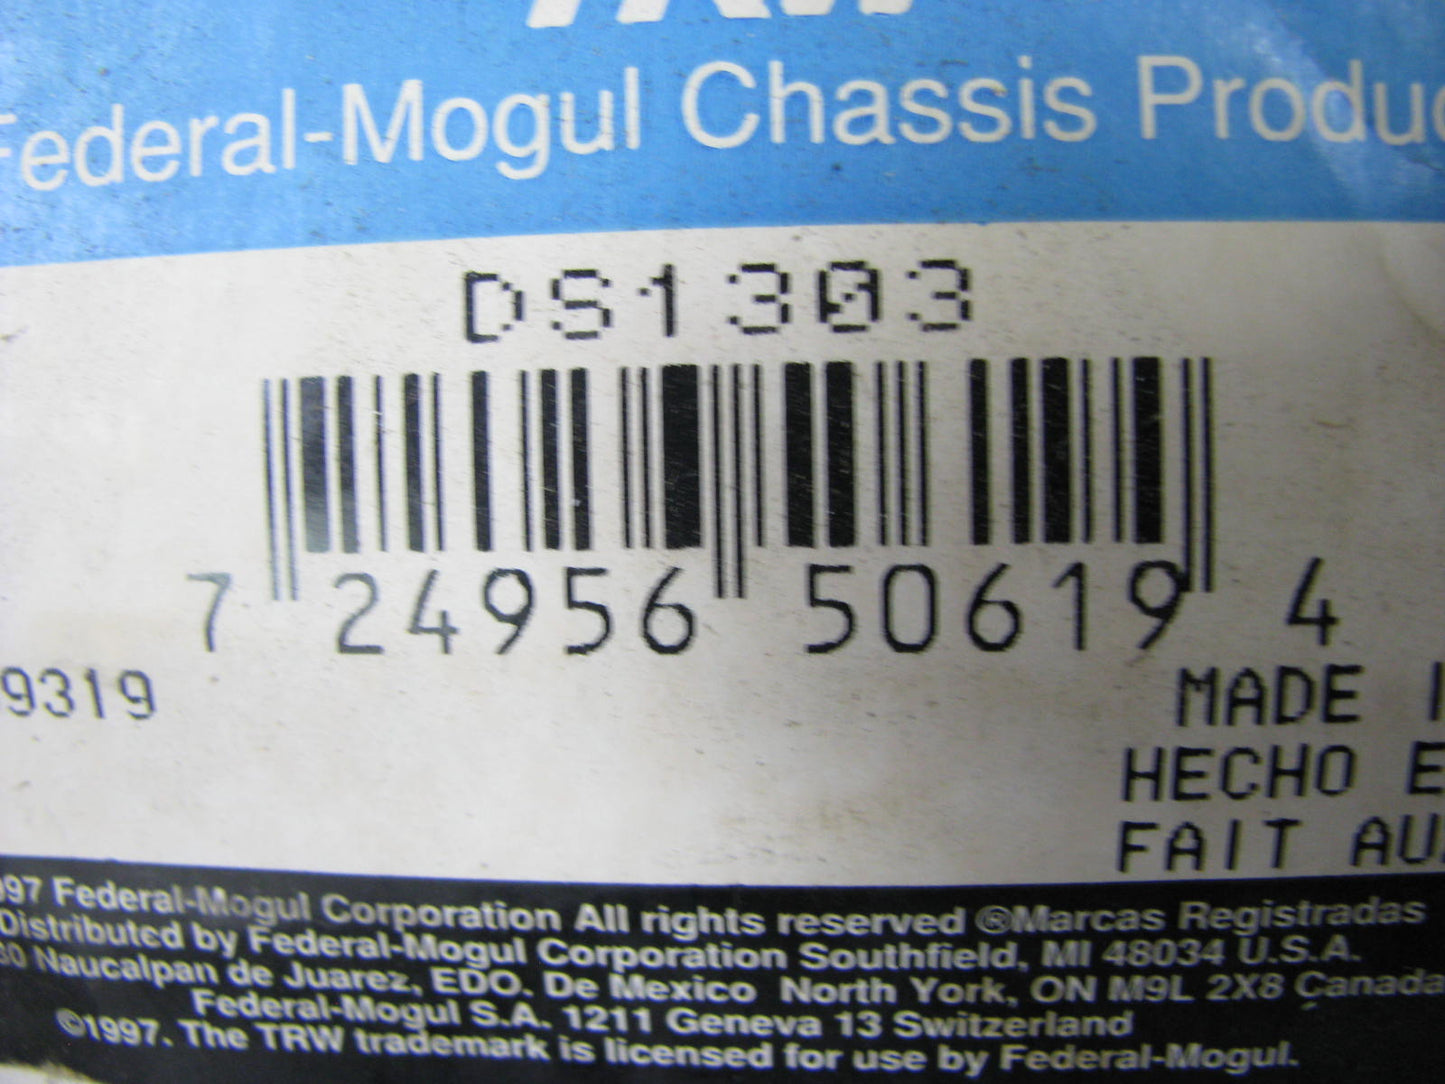 TRW
Federal-Mogul Chassis Produc
DS1303
7 24956 50619 4
9319
MADE I
HECHO E
FAIT AU
997 Federal-Mogul Corporation All rights reserved ®Marcas Registradas
Distributed by Federal-Mogul Corporation Southfield, MI 48034 U.S.A.
30 Naucalpan de Juarez, EDO. De Mexico North York, ON M9L 2X8 Canada
Federal-Mogul S.A. 1211 Geneva 13 Switzerland
©1997. The TRW trademark is licensed for use by Federal-Mogul.